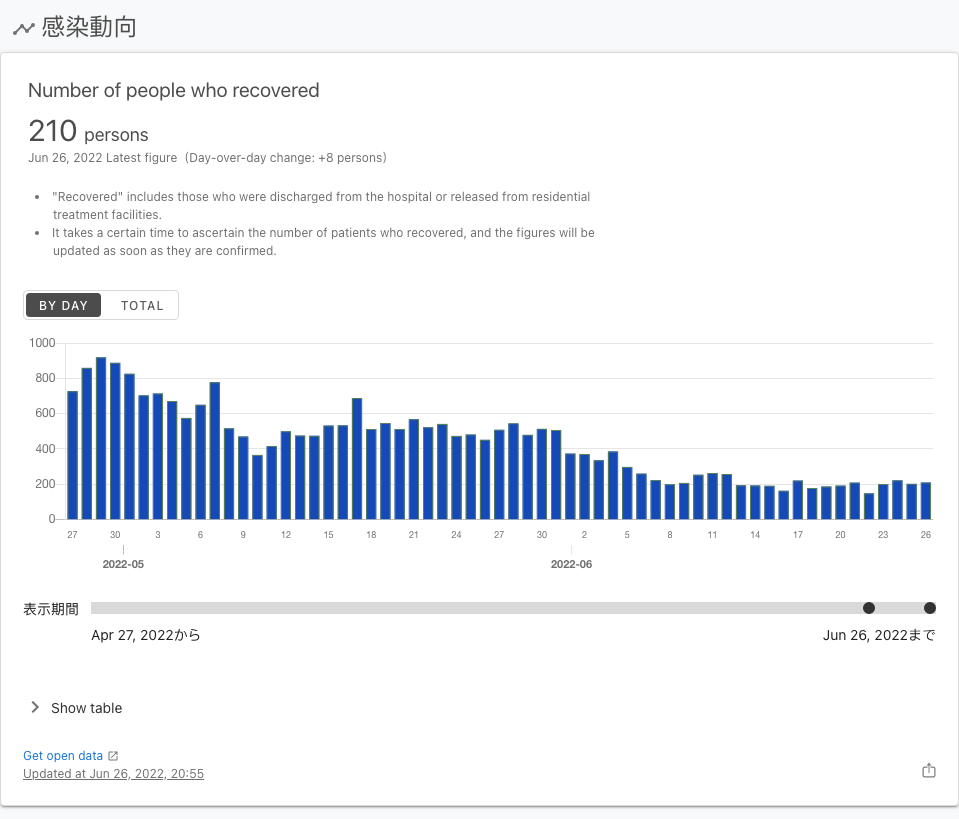 感染動向
Number of people who recovered
210 persons
Jun 26, 2022 Latest figure (Day-over-day change: +8 persons)
"Recovered" includes those who were discharged from the hospital or released from residential
treatment facilities.
It takes a certain time to ascertain the number of patients who recovered, and the figures will be
updated as soon as they are confirmed.
BY DAY TOTAL
1000
800
600
400
200
0
27 30 3 6 9 12 15 18 21 24 27 30 2 5 8 11 14 17 20 23 26
2022-05 2022-06
表示期間
Apr 27, 2022から Jun 26, 2022まで
Show table
Get open data
Updated at Jun 26, 2022, 20:55